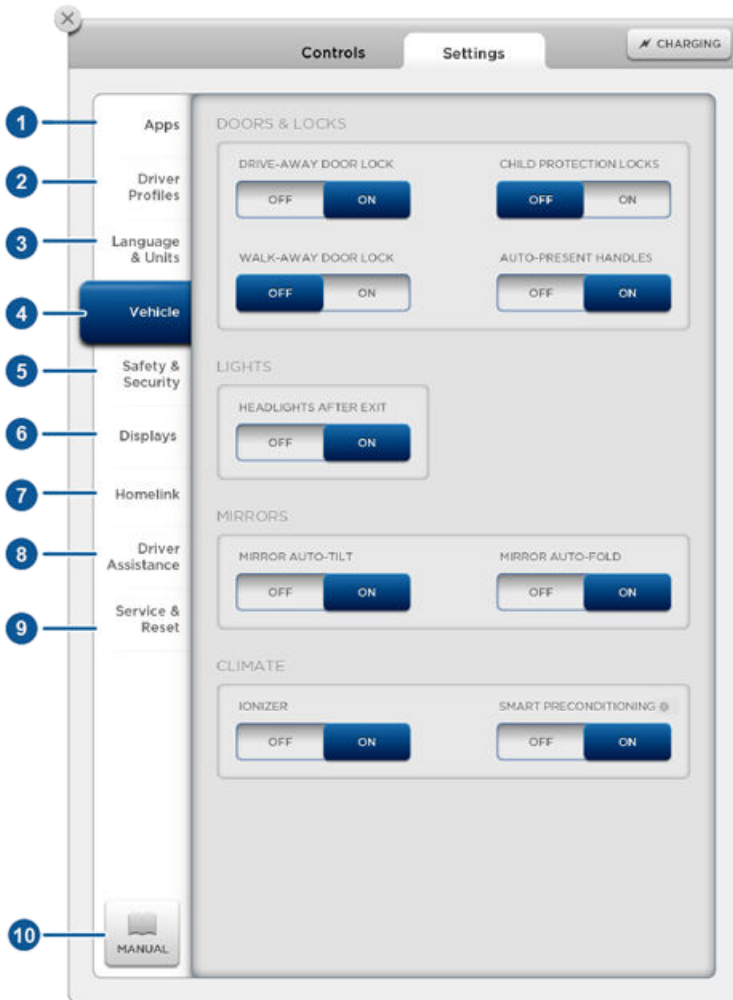 Controls
Settings
CHARGING
1
Apps
2
Driver
Profiles
3
Language
& Units
4
Vehicle
5
Safety &
Security
6
Displays
7
Homelink
8
Driver
Assistance
9
Service &
Reset
10
MANUAL
DOORS & LOCKS
DRIVE-AWAY DOOR LOCK
OFF ON
CHILD PROTECTION LOCKS
OFF ON
WALK-AWAY DOOR LOCK
OFF ON
AUTO-PRESENT HANDLES
OFF ON
LIGHTS
HEADLIGHTS AFTER EXIT
OFF ON
MIRRORS
MIRROR AUTO-TILT
OFF ON
MIRROR AUTO-FOLD
OFF ON
CLIMATE
IONIZER
OFF ON
SMART PRECONDITIONING
OFF ON